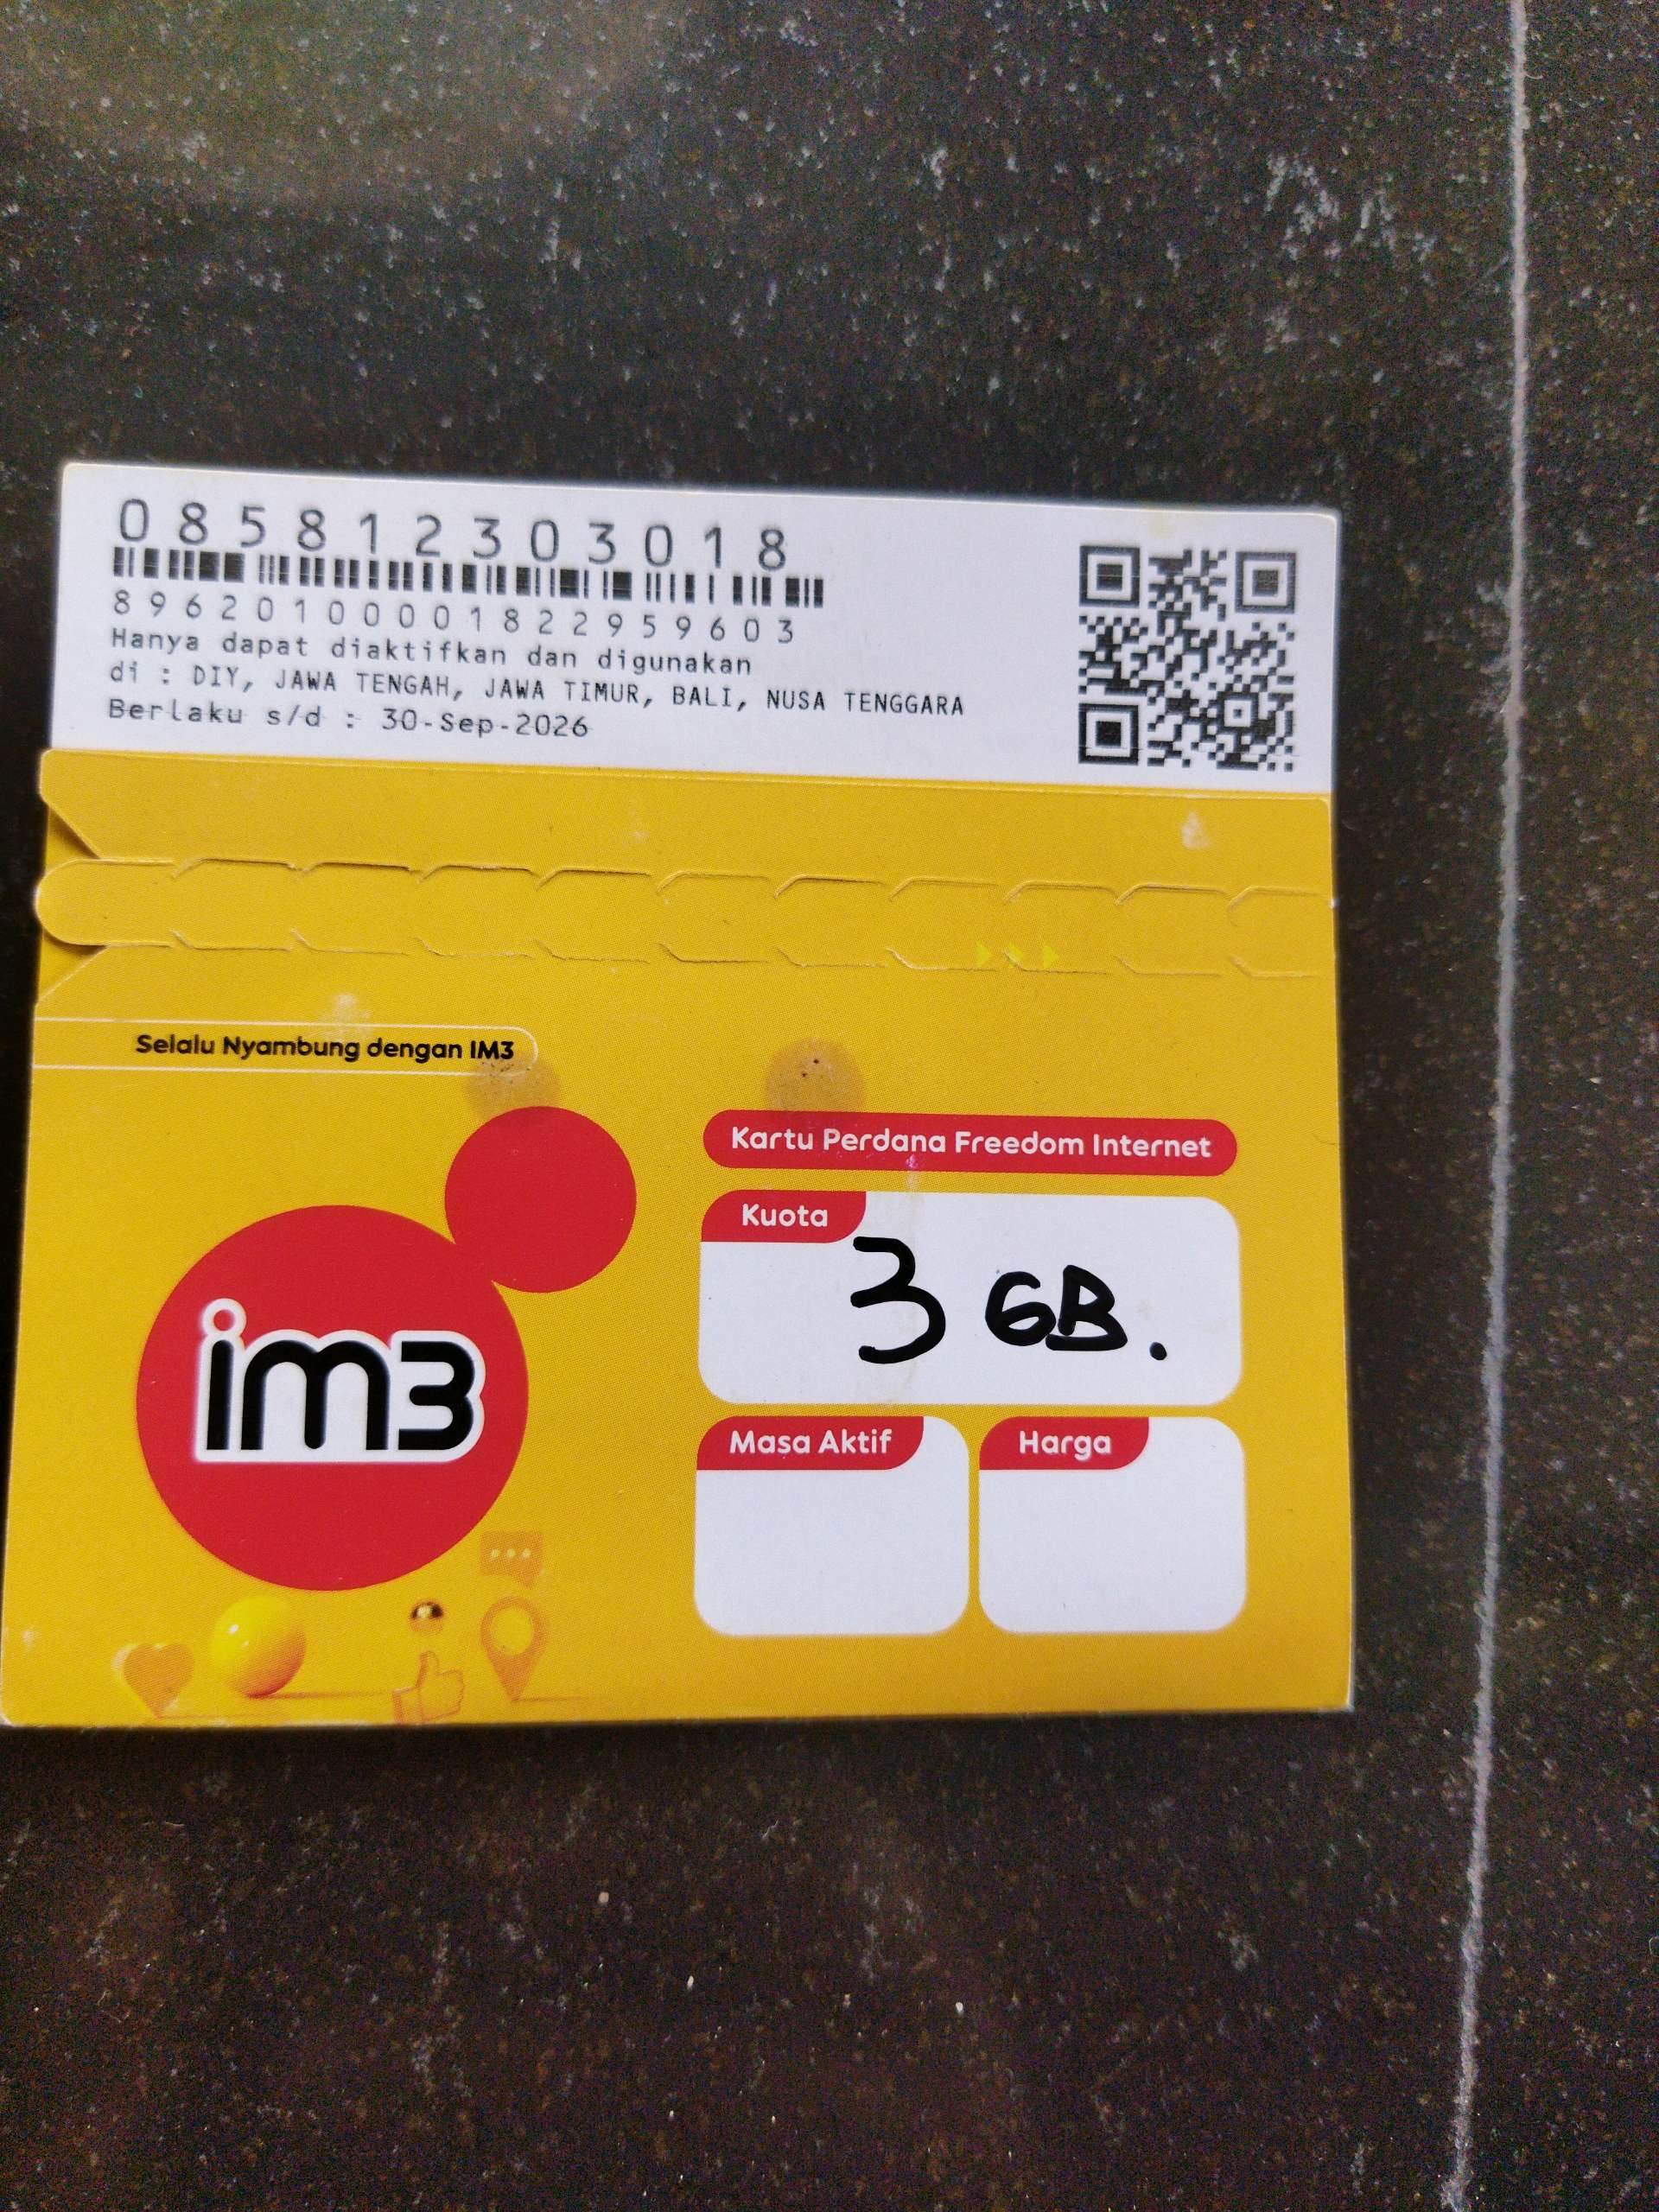 085812303018
89620100001822959603
Hanya dapat diaktifkan dan digunakan
di : DIY, JAWA TENGAH, JAWA TIMUR, BALI, NUSA TENGGARA
Berlaku s/d : 30-Sep-2026
Selalu Nyambung dengan IM3
im3
Kartu Perdana Freedom Internet
Kuota
3 GB.
Masa Aktif
Harga